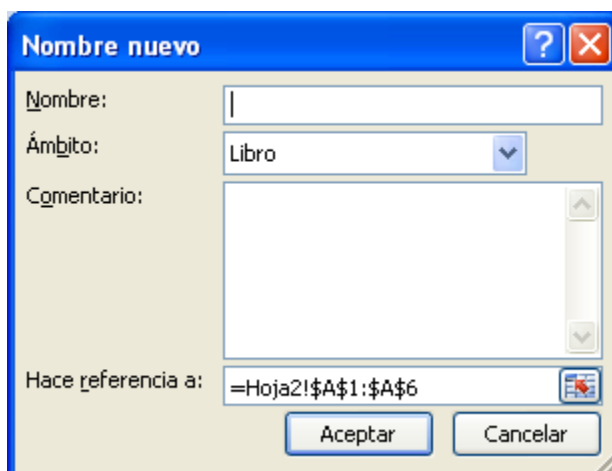 Nombre nuevo
Nombre:
Ámbito: Libro
Comentario:
Hace referencia a: =Hoja2!$A$1:$A$6
Aceptar Cancelar